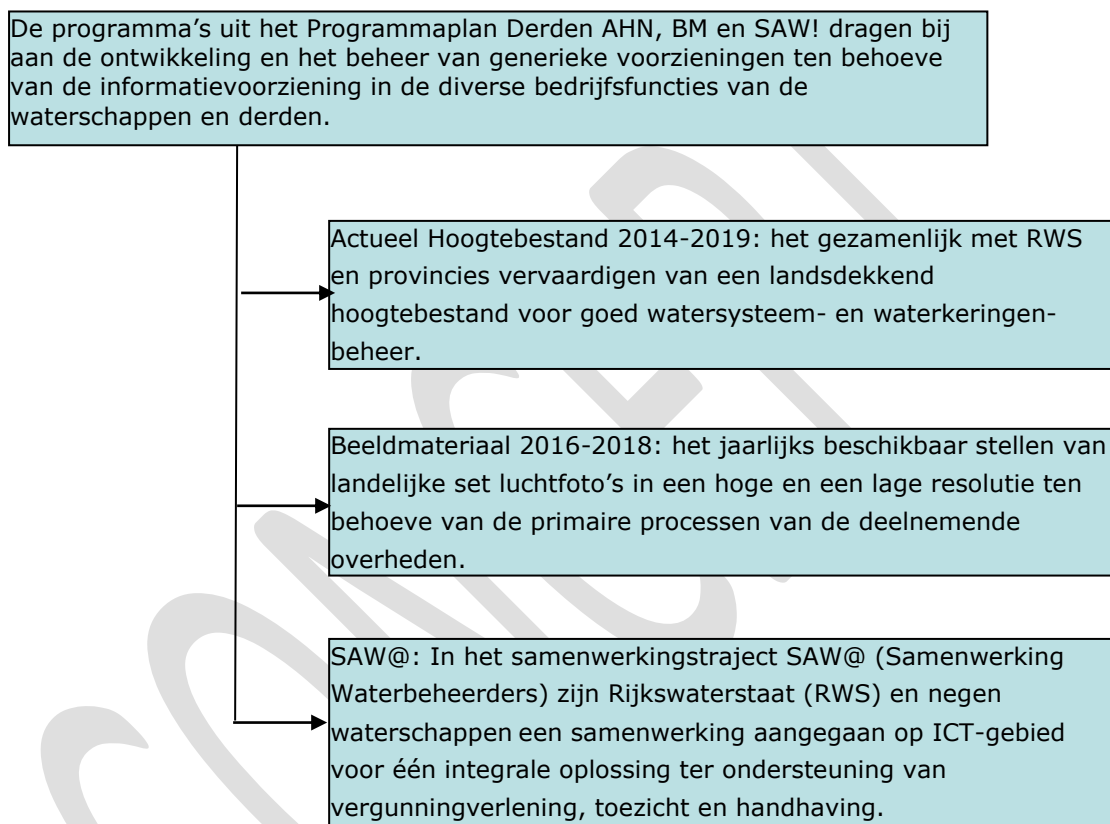 De programma’s uit het Programmaplan Derden AHN, BM en SAW! dragen bij
aan de ontwikkeling en het beheer van generieke voorzieningen ten behoeve
van de informatievoorziening in de diverse bedrijfsfuncties van de
waterschappen en derden.
Actueel Hoogtebestand 2014-2019: het gezamenlijk met RWS
en provincies vervaardigen van een landsdekkend
hoogtebestand voor goed watersysteem- en waterkeringen-
beheer.
Beeldmateriaal 2016-2018: het jaarlijks beschikbaar stellen van
landelijke set luchtfoto’s in een hoge en een lage resolutie ten
behoeve van de primaire processen van de deelnemende
overheden.
SAW@: In het samenwerkingstraject SAW@ (Samenwerking
Waterbeheerders) zijn Rijkswaterstaat (RWS) en negen
waterschappen een samenwerking aangegaan op ICT-gebied
voor één integrale oplossing ter ondersteuning van
vergunningverlening, toezicht en handhaving.
CONCEPT